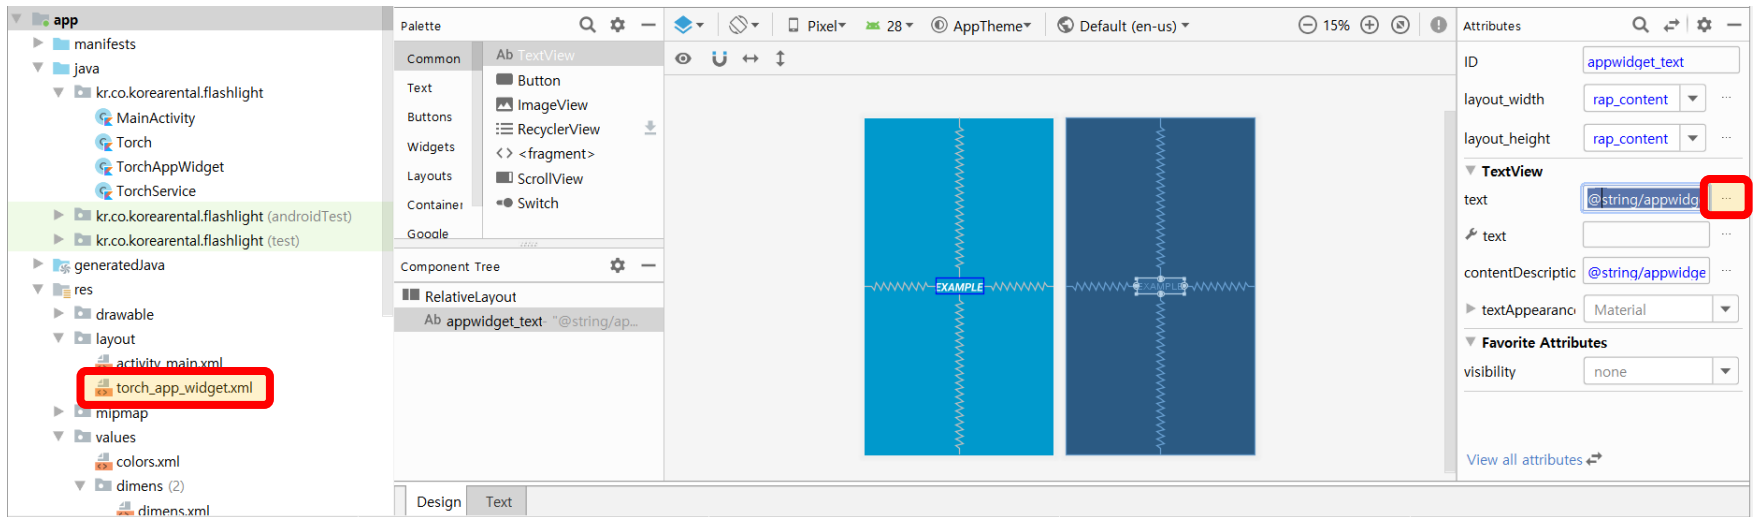 app
manifests
java
kr.co.korearental.flashlight
MainActivity
Torch
TorchAppWidget
TorchService
kr.co.korearental.flashlight (androidTest)
kr.co.korearental.flashlight (test)
generatedJava
res
drawable
layout
activity_main.xml
torch_app_widget.xml
mipmap
values
colors.xml
dimens (2)
dimens.xml
Palette
Common
Text
Buttons
Widgets
Layouts
Container
Google
Ab TextView
Button
ImageView
RecyclerView
<> <fragment>
ScrollView
Switch
Component Tree
RelativeLayout
Ab appwidget_text- "@string/ap...
Pixel
28
AppTheme
Default (en-us)
15%
EXAMPLE
EXAMPLE
Design
Text
Attributes
ID
appwidget_text
layout_width
rap_content
...
layout_height
rap_content
...
TextView
text
@string/appwidg
...
text
...
contentDescriptic
@string/appwidge
...
textAppearanc
Material
Favorite Attributes
visibility
none
View all attributes